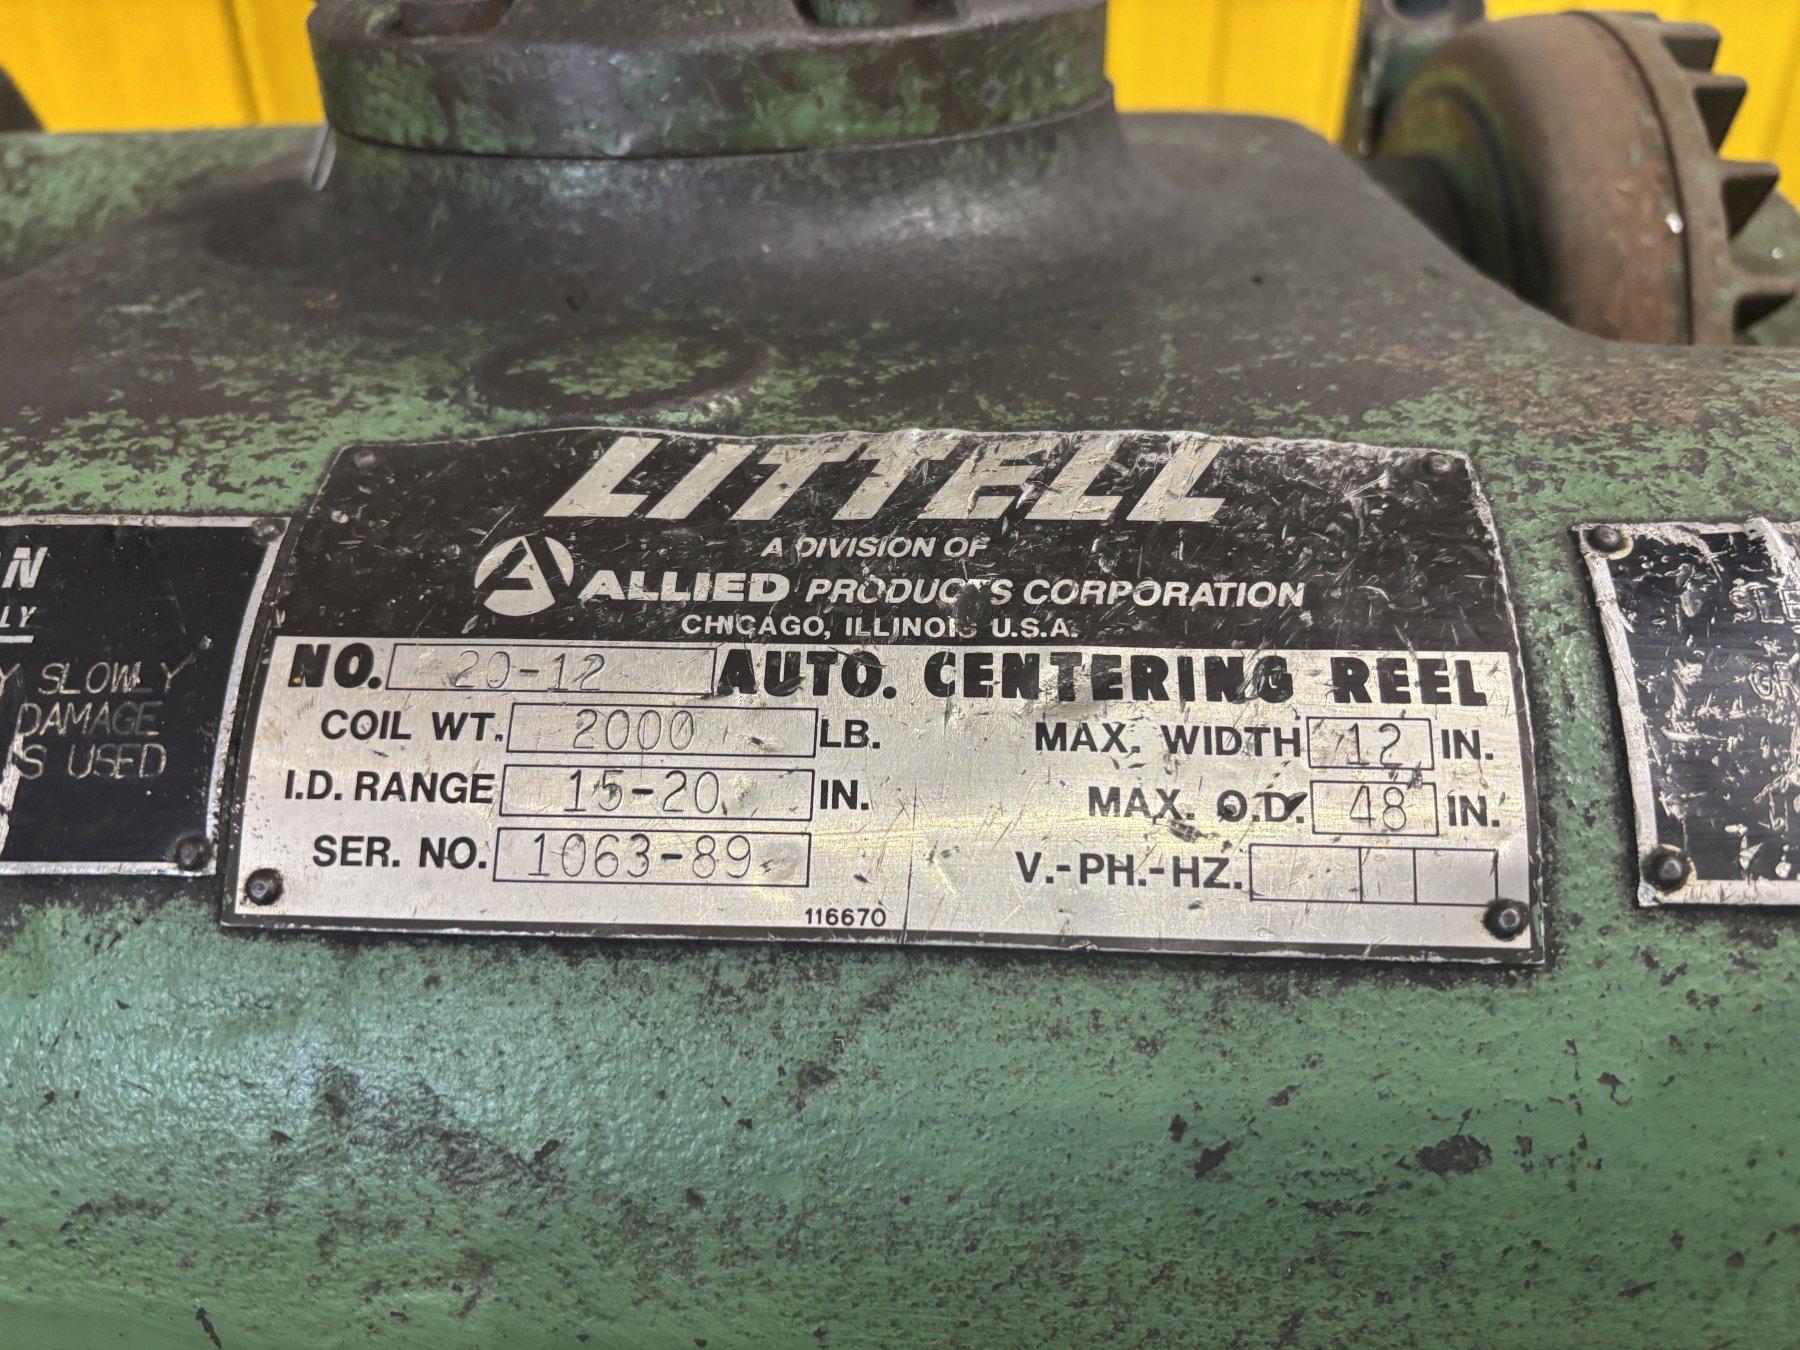 LITTELL
A DIVISION OF
ALLIED PRODUCTS CORPORATION
CHICAGO, ILLINOIS U.S.A.
NO. 20-12 AUTO. CENTERING REEL
COIL WT. 2000 LB. MAX. WIDTH 12 IN.
I.D. RANGE 15-20 IN. MAX. O.D. 48 IN.
SER. NO. 1063-89 V.-PH.-HZ.
116670
SLOWLY
DAMAGE
USED